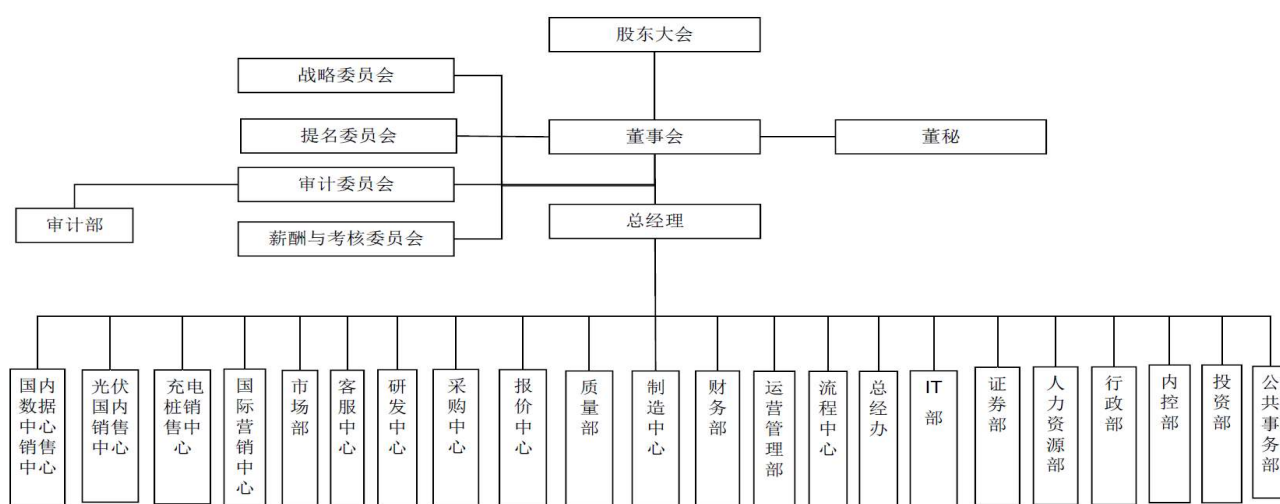 股东大会
战略委员会
提名委员会
董事会
董秘
审计委员会
审计部
总经理
薪酬与考核委员会
国内
数据
中心
销售
中心
光伏
国内
销售
中心
充电
桩销
售中
心
国际营销中心
市场部
客服中心
研发中心
采购中心
报价中心
质量部
制造中心
财务部
运营管理部
流程中心
总经办
IT
部
证券部
人力资源部
行政部
内控部
投资部
公共事务部